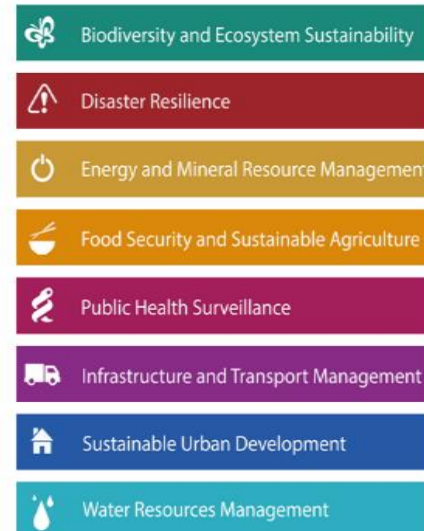 Biodiversity and Ecosystem Sustainability
Disaster Resilience
Energy and Mineral Resource Management
Food Security and Sustainable Agriculture
Public Health Surveillance
Infrastructure and Transport Management
Sustainable Urban Development
Water Resources Management